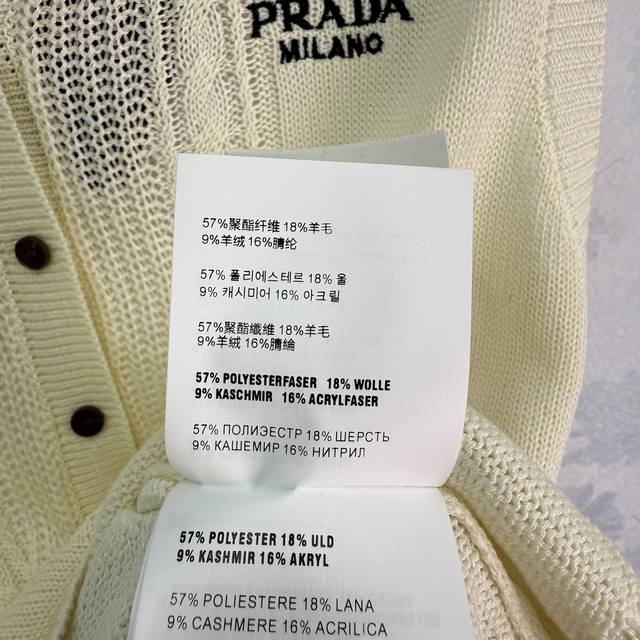 PRADA
MILANO
57%聚酯纤维 18%羊毛
9%羊绒 16%腈纶
57% 폴리에스테르 18% 울
9% 캐시미어 16% 아크릴
57%聚酯纖維 18%羊毛
9%羊絨 16%腈綸
57% POLYESTERFASER 18% WOLLE
9% KASCHMIR 16% ACRYLFASER
57% ПОЛИЭСТР 18% ШЕРСТЬ
9% КАШЕМИР 16% НИТРИЛ
57% POLYESTER 18% ULD
9% KASHMIR 16% AKRYL
57% POLIESTERE 18% LANA
9% CASHMERE 16% ACRILICA